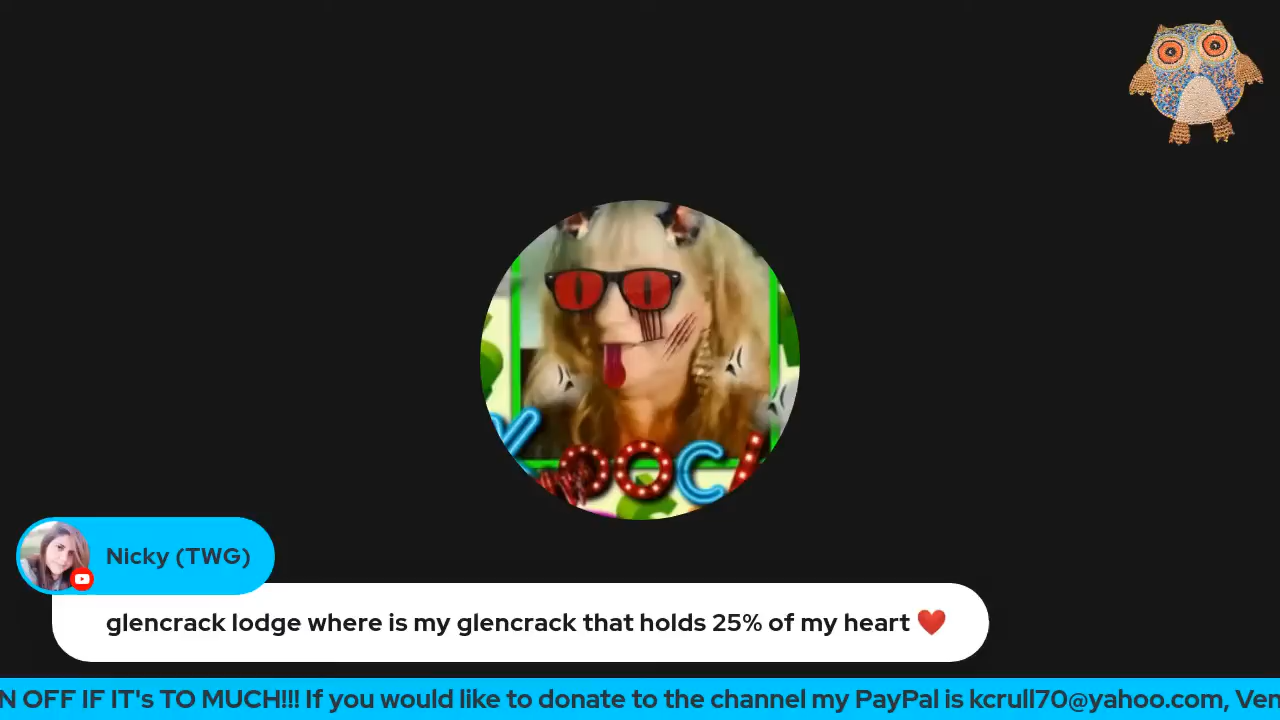 Nicky (TWG)
glencrack lodge where is my glencrack that holds 25% of my heart ❤️
N OFF IF IT's TO MUCH!!! If you would like to donate to the channel my PayPal is kcrull70@yahoo.com, Ven